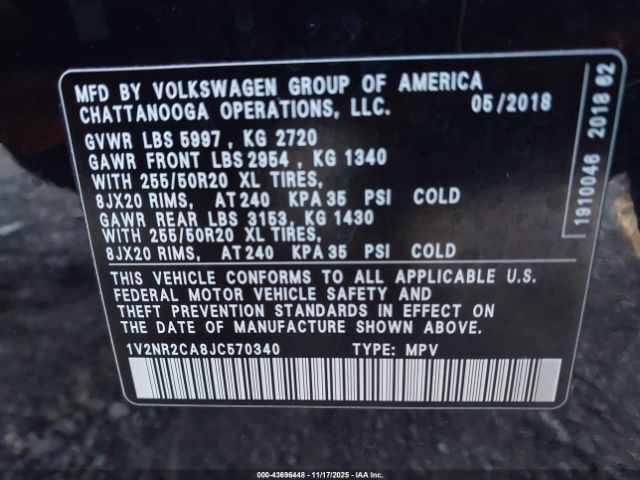 MFD BY VOLKSWAGEN GROUP OF AMERICA
CHATTANOOGA OPERATIONS, LLC. 05/2018
GVWR LBS 5997 , KG 2720
GAWR FRONT LBS 2954 , KG 1340
WITH 255/50R20 XL TIRES,
8JX20 RIMS, AT 240 KPA 35 PSI COLD
GAWR REAR LBS 3153, KG 1430
WITH 255/50R20 XL TIRES,
8JX20 RIMS, AT 240 KPA 35 PSI COLD
THIS VEHICLE CONFORMS TO ALL APPLICABLE U.S.
FEDERAL MOTOR VEHICLE SAFETY AND
THEFT PREVENTION STANDARDS IN EFFECT ON
THE DATE OF MANUFACTURE SHOWN ABOVE.
1V2NR2CA8JC570340 TYPE: MPV
1910046 2018 62
000-43696448 - 11/17/2025 - IAA Corp.